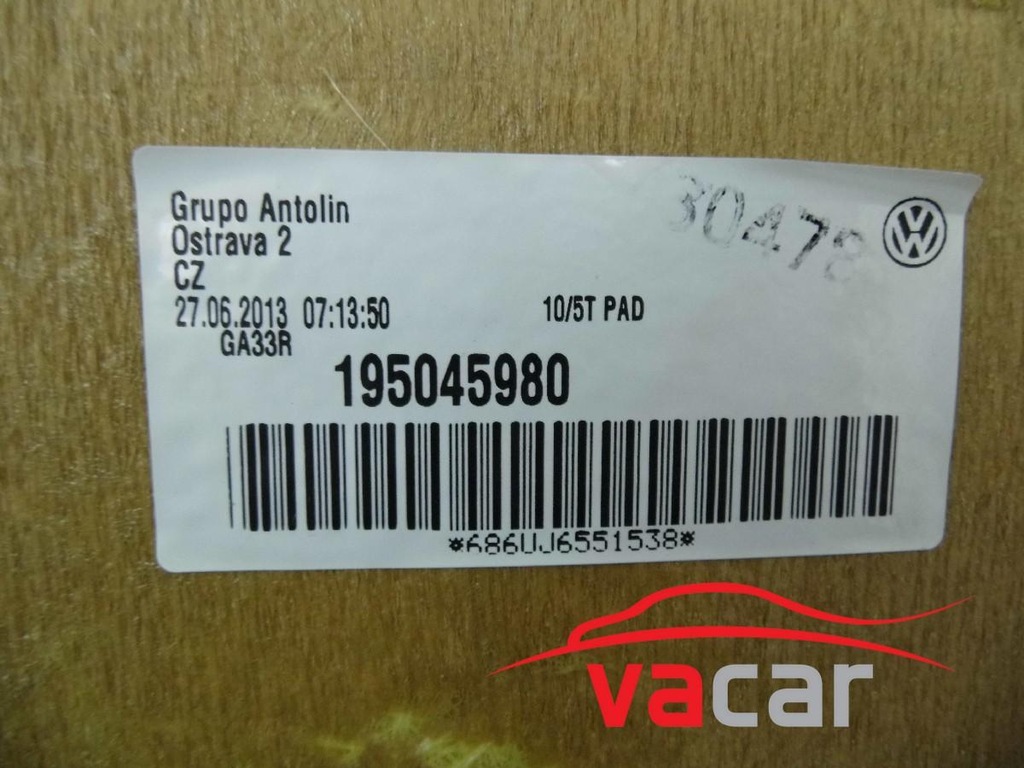 Grupo Antolin
Ostrava 2
CZ
27.06.2013 07:13:50 10/5T PAD
GA33R
30478
195045980
*686UJ6551538*
vacar